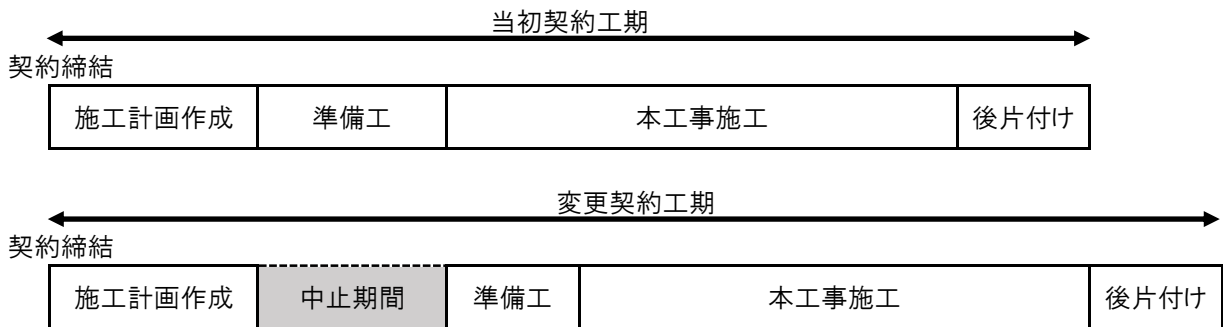 当初契約工期
契約締結
施工計画作成 準備工 本工事施工 後片付け
変更契約工期
契約締結
施工計画作成 中止期間 準備工 本工事施工 後片付け